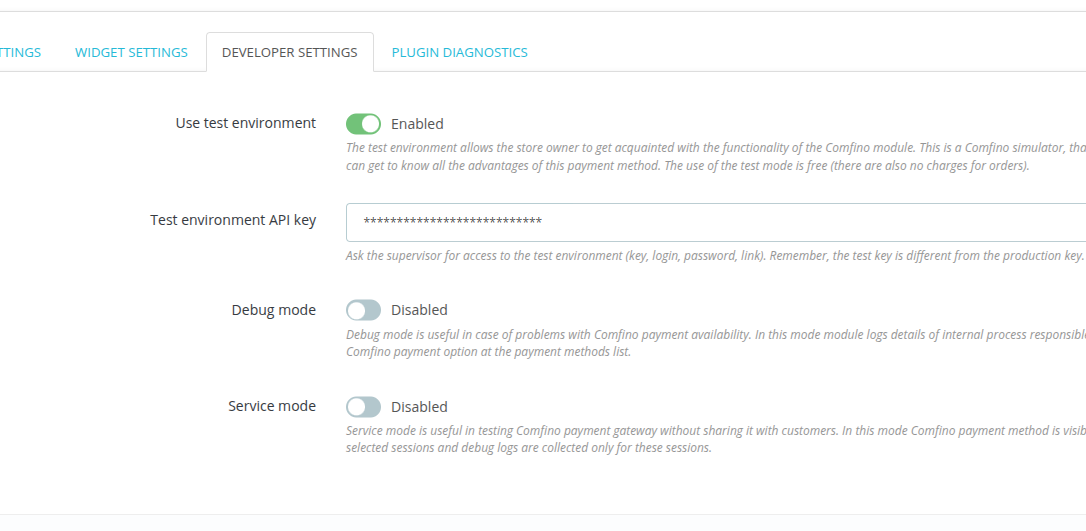 TTINGS WIDGET SETTINGS DEVELOPER SETTINGS PLUGIN DIAGNOSTICS
Use test environment Enabled
The test environment allows the store owner to get acquainted with the functionality of the Comfino module. This is a Comfino simulator, tha
can get to know all the advantages of this payment method. The use of the test mode is free (there are also no charges for orders).
Test environment API key ***************************
Ask the supervisor for access to the test environment (key, login, password, link). Remember, the test key is different from the production key.
Debug mode Disabled
Debug mode is useful in case of problems with Comfino payment availability. In this mode module logs details of internal process responsible
Comfino payment option at the payment methods list.
Service mode Disabled
Service mode is useful in testing Comfino payment gateway without sharing it with customers. In this mode Comfino payment method is visib
selected sessions and debug logs are collected only for these sessions.